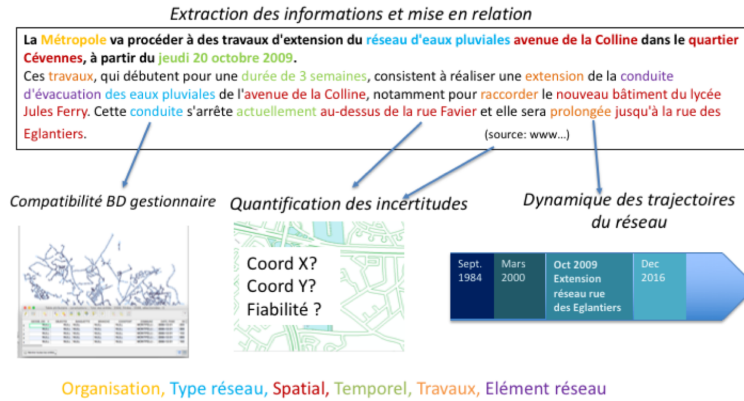 Extraction des informations et mise en relation
La Métropole va procéder à des travaux d'extension du réseau d'eaux pluviales avenue de la Colline dans le quartier
Cévennes, à partir du jeudi 20 octobre 2009.
Ces travaux, qui débutent pour une durée de 3 semaines, consistent à réaliser une extension de la conduite
d'évacuation des eaux pluviales de l'avenue de la Colline, notamment pour raccorder le nouveau bâtiment du lycée
Jules Ferry. Cette conduite s'arrête actuellement au-dessus de la rue Favier et elle sera prolongée jusqu'à la rue des
Eglantiers.
(source: www...)
Compatibilité BD gestionnaire
Quantification des incertitudes
Dynamique des trajectoires
du réseau
Coord X?
Coord Y?
Fiabilité ?
Sept.
1984
Mars
2000
Oct 2009
Extension
réseau rue
des Eglantiers
Dec
2016
Organisation, Type réseau, Spatial, Temporel, Travaux, Elément réseau